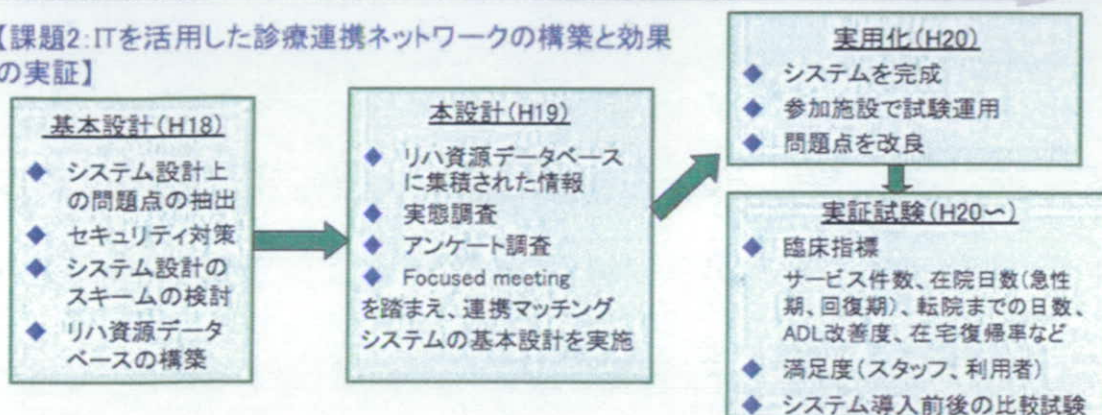 【課題2:ITを活用した診療連携ネットワークの構築と効果
の実証】
基本設計(H18)
◆ システム設計上
の問題点の抽出
◆ セキュリティ対策
◆ システム設計の
スキームの検討
◆ リハ資源データ
ベースの構築
本設計(H19)
◆ リハ資源データベース
に集積された情報
◆ 実態調査
◆ アンケート調査
◆ Focused meeting
を踏まえ、連携マッチング
システムの基本設計を実施
実用化(H20)
◆ システムを完成
◆ 参加施設で試験運用
◆ 問題点を改良
実証試験(H20～)
◆ 臨床指標
サービス件数、在院日数(急性
期、回復期)、転院までの日数、
ADL改善度、在宅復帰率など
◆ 満足度(スタッフ、利用者)
◆ システム導入前後の比較試験